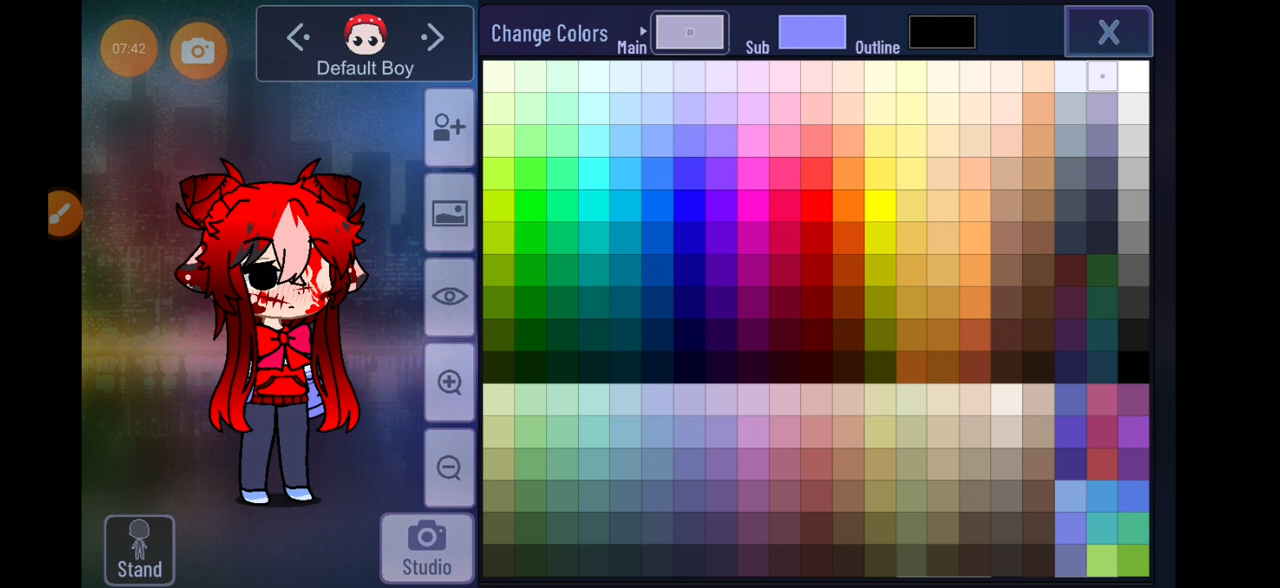 07:42
Default Boy
Change Colors
Main
Sub
Outline
X
Stand
Studio